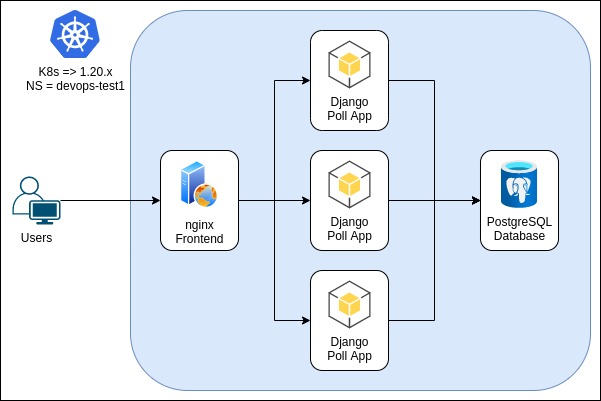 K8s => 1.20.x
NS = devops-test1
Users
nginx
Frontend
Django
Poll App
Django
Poll App
Django
Poll App
PostgreSQL
Database